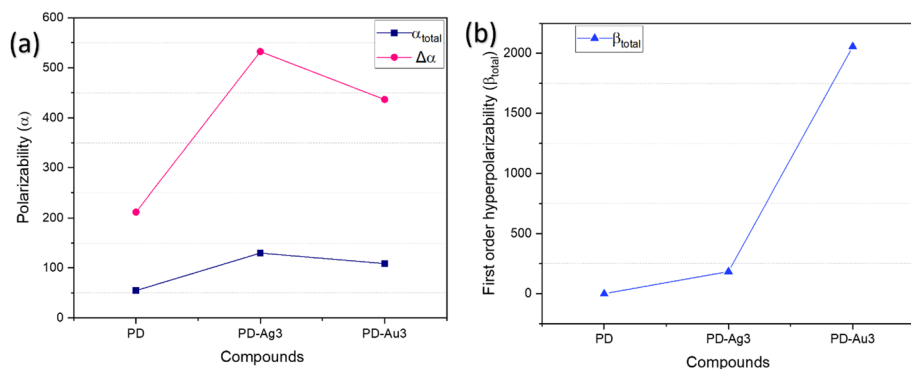 (a)
600
500
400
300
200
100
0
Polarizability (α)
α_total
Δα
PD
PD-Ag3
PD-Au3
Compounds
(b)
2000
1500
1000
500
0
First order hyperpolarizability (β_total)
β_total
PD
PD-Ag3
PD-Au3
Compounds